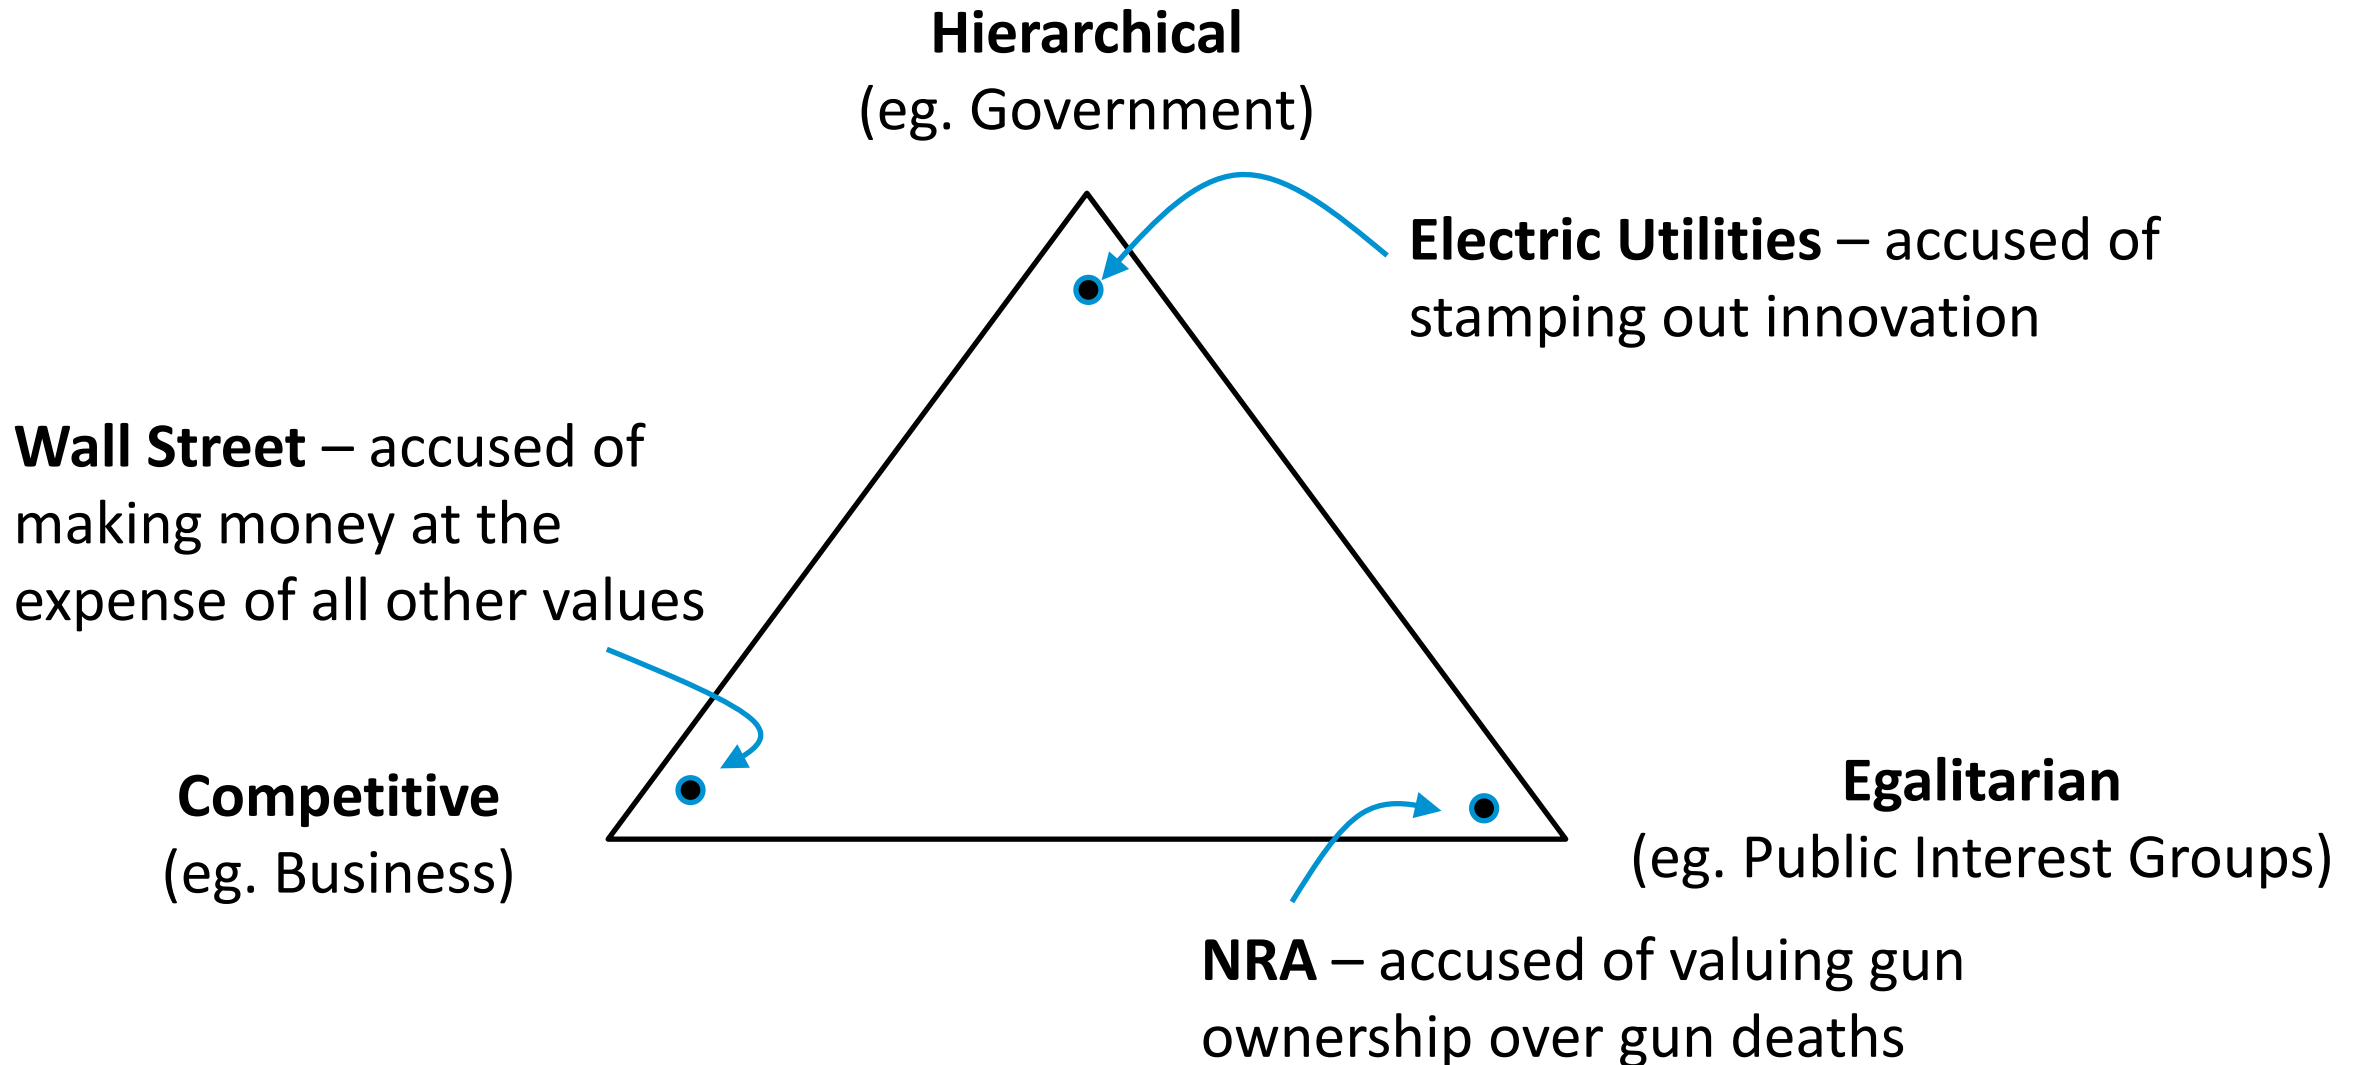 Hierarchical
(eg. Government)
Electric Utilities – accused of
stamping out innovation
Wall Street – accused of
making money at the
expense of all other values
Competitive
(eg. Business)
Egalitarian
(eg. Public Interest Groups)
NRA – accused of valuing gun
ownership over gun deaths